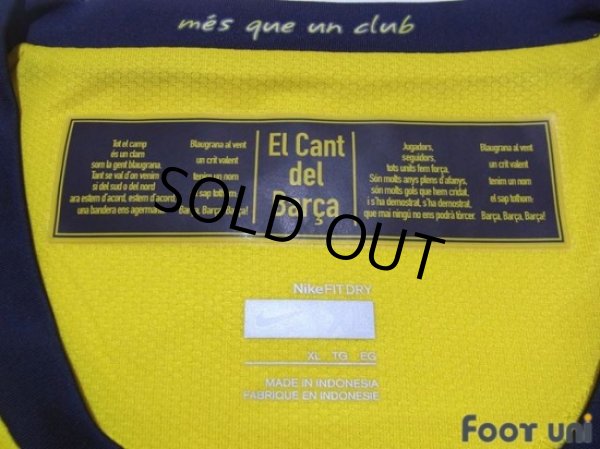 més que un club
Tot el camp
és un clam
som la gent blaugrana.
Tant se val d'on venim
si del sud o del nord
ara estem d'acord, estem d'acord,
una bandera ens agermana.
Blaugrana al vent
un crit valent
tenim un nom
el sap tothom:
Barça, Barça, Barça!
El Cant
del
Barça
Jugadors,
seguidors,
tots units fem força.
Són molts anys plens d'afanys,
són molts gols que hem cridat.
i s'ha demostrat, s'ha demostrat,
que mai ningú no ens podrà tòrcer.
Blaugrana al vent
un crit valent
tenim un nom
el sap tothom:
Barça, Barça, Barça!
SOLD OUT
NikeFITDRY
XL TG EG
MADE IN INDONESIA
FABRIQUÉ EN INDONESIE
FOOT uni